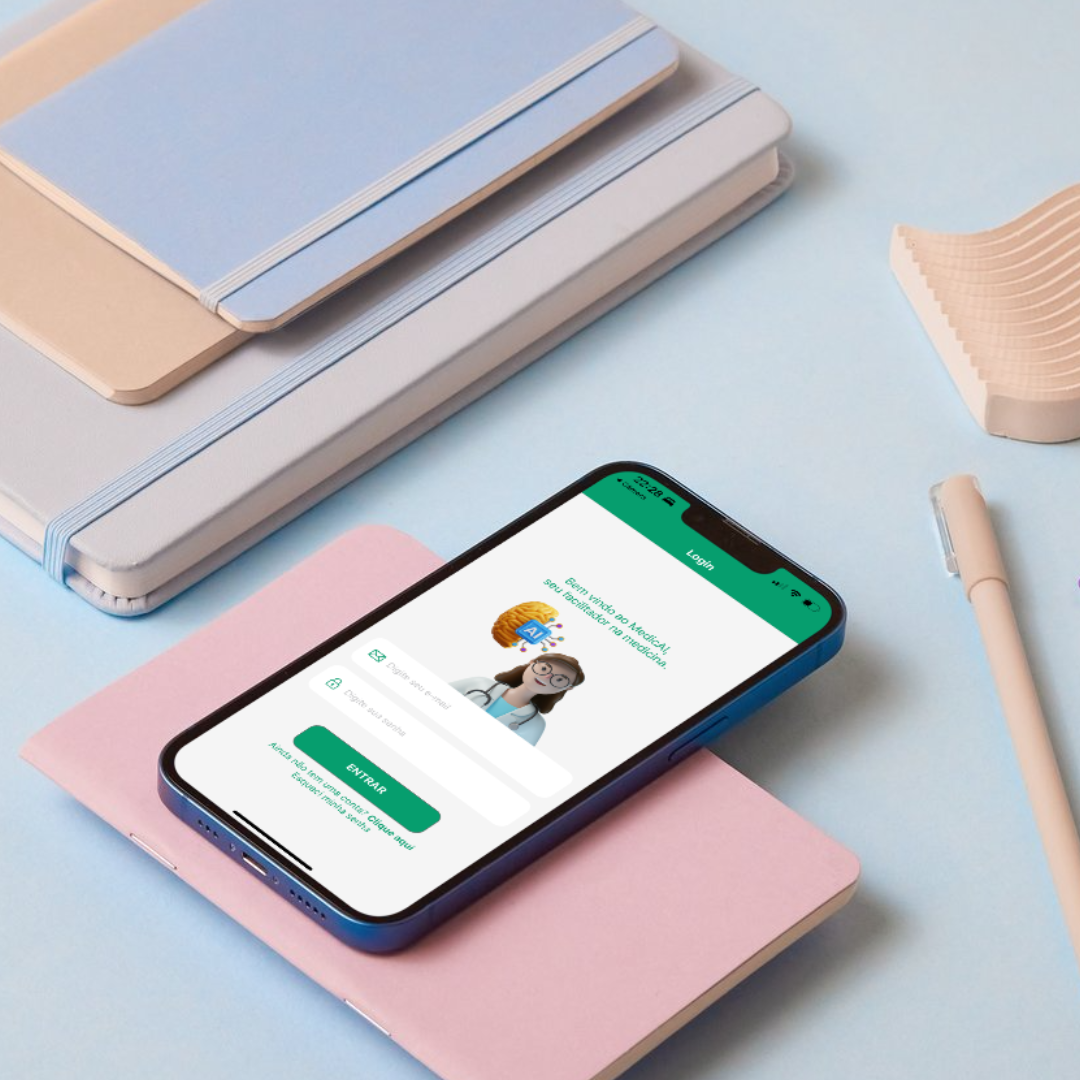 22:28
◀ Câmera
Login
Bem vindo ao MedicAI,
seu facilitador na medicina.
AI
Digite seu e-mail
Digite sua senha
ENTRAR
Ainda não tem uma conta? Clique aqui
Esqueci minha senha